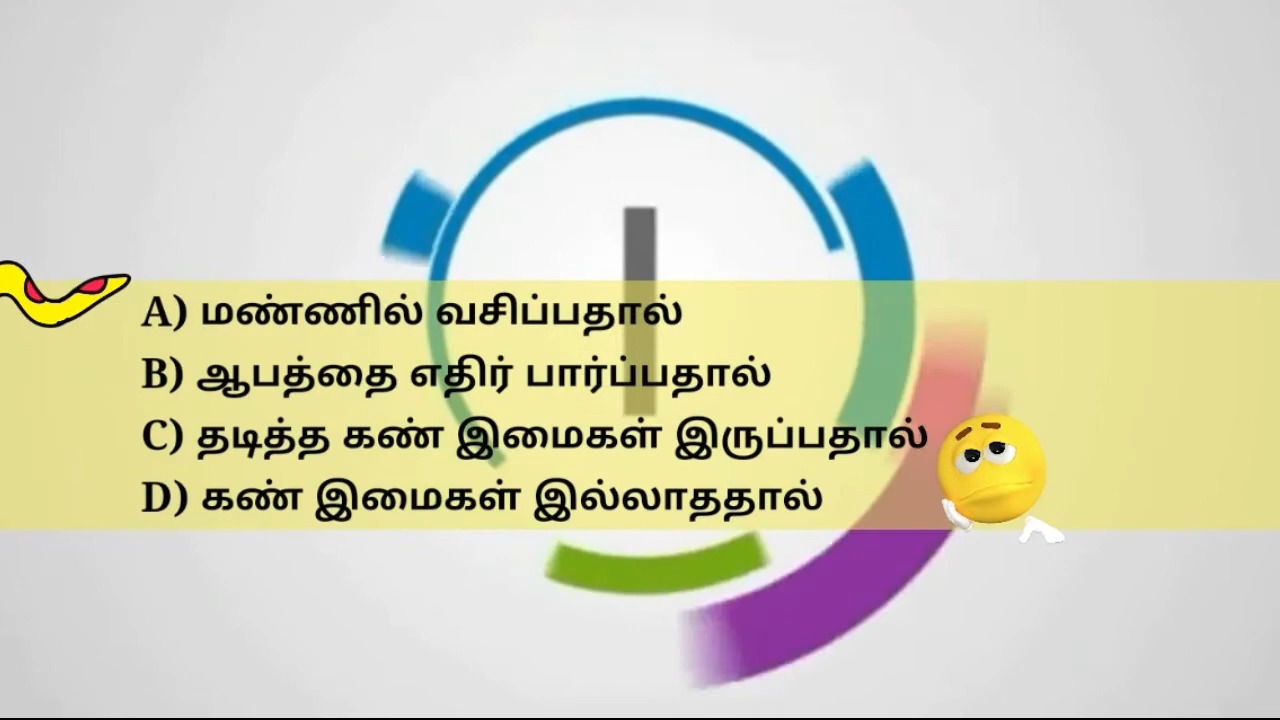 A) மண்ணில் வசிப்பதால்
B) ஆபத்தை எதிர் பார்ப்பதால்
C) தடித்த கண் இமைகள் இருப்பதால்
D) கண் இமைகள் இல்லாததால்